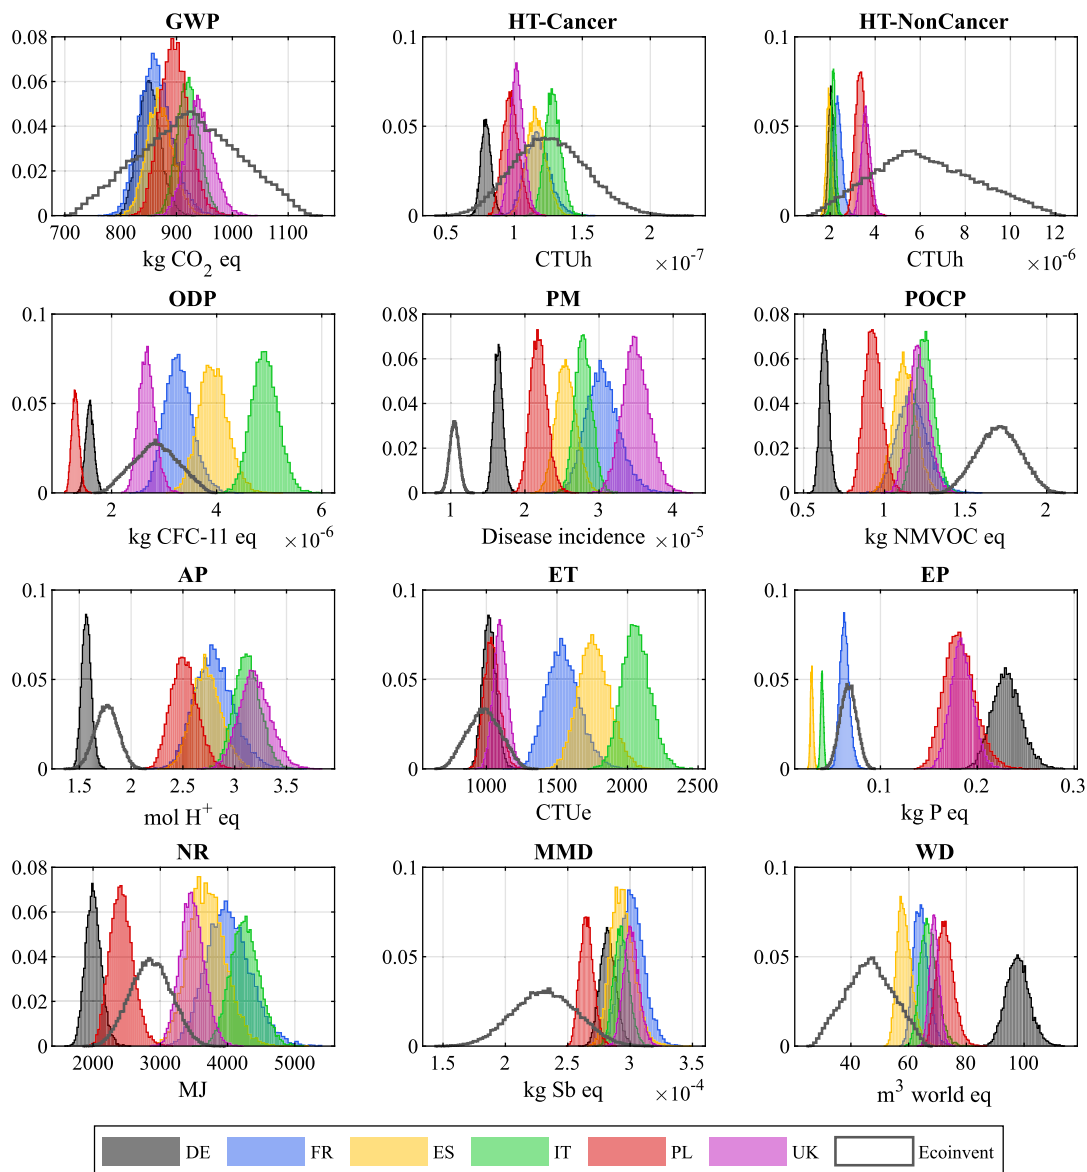 GWP
0.08
0.06
0.04
0.02
0
700 800 900 1000 1100
kg CO2 eq
HT-Cancer
0.1
0.05
0
0.5 1 1.5 2
CTUh ×10-7
HT-NonCancer
0.1
0.05
0
2 4 6 8 10 12
CTUh ×10-6
ODP
0.1
0.05
0
2 4 6
kg CFC-11 eq ×10-6
PM
0.08
0.06
0.04
0.02
0
1 2 3 4
Disease incidence ×10-5
POCP
0.08
0.06
0.04
0.02
0
0.5 1 1.5 2
kg NMVOC eq
AP
0.1
0.05
0
1.5 2 2.5 3 3.5
mol H+ eq
ET
0.1
0.05
0
1000 1500 2000 2500
CTUe
EP
0.1
0.05
0
0.1 0.2 0.3
kg P eq
NR
0.08
0.06
0.04
0.02
0
2000 3000 4000 5000
MJ
MMD
0.1
0.05
0
1.5 2 2.5 3 3.5
kg Sb eq ×10-4
WD
0.1
0.05
0
40 60 80 100
m3 world eq
DE FR ES IT PL UK Ecoinvent